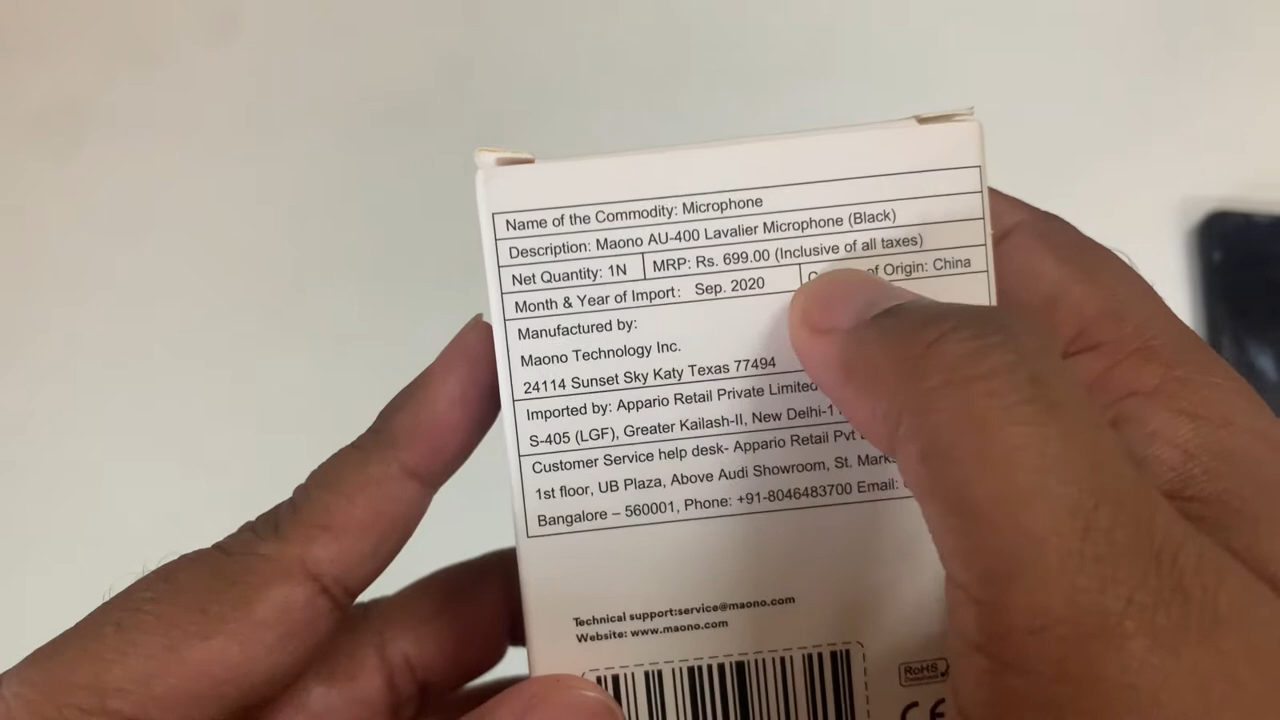 Name of the Commodity: Microphone
Description: Maono AU-400 Lavalier Microphone (Black)
Net Quantity: 1N MRP: Rs. 699.00 (Inclusive of all taxes)
Month & Year of Import: Sep. 2020 of Origin: China
Manufactured by:
Maono Technology Inc.
24114 Sunset Sky Katy Texas 77494
Imported by: Appario Retail Private Limited
S-405 (LGF), Greater Kailash-II, New Delhi-1
Customer Service help desk- Appario Retail Pvt
1st floor, UB Plaza, Above Audi Showroom, St. Mark
Bangalore – 560001, Phone: +91-8046483700 Email:
Technical support:service@maono.com
Website: www.maono.com
RoHS
CE